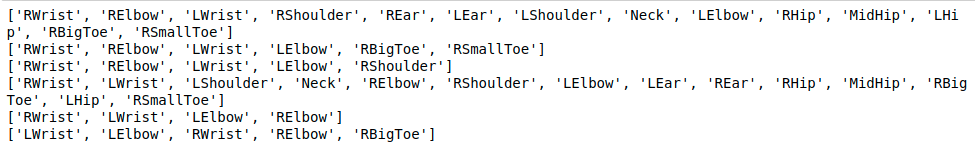 ['RWrist', 'RElbow', 'LWrist', 'RShoulder', 'REar', 'LEar', 'LShoulder', 'Neck', 'LElbow', 'RHip', 'MidHip', 'LHi
p', 'RBigToe', 'RSmallToe']
['RWrist', 'RElbow', 'LWrist', 'LElbow', 'RBigToe', 'RSmallToe']
['RWrist', 'RElbow', 'LWrist', 'LElbow', 'RShoulder']
['RWrist', 'LWrist', 'LShoulder', 'Neck', 'RElbow', 'RShoulder', 'LElbow', 'LEar', 'REar', 'RHip', 'MidHip', 'RBig
Toe', 'LHip', 'RSmallToe']
['RWrist', 'LWrist', 'LElbow', 'RElbow']
['LWrist', 'LElbow', 'RWrist', 'RElbow', 'RBigToe']